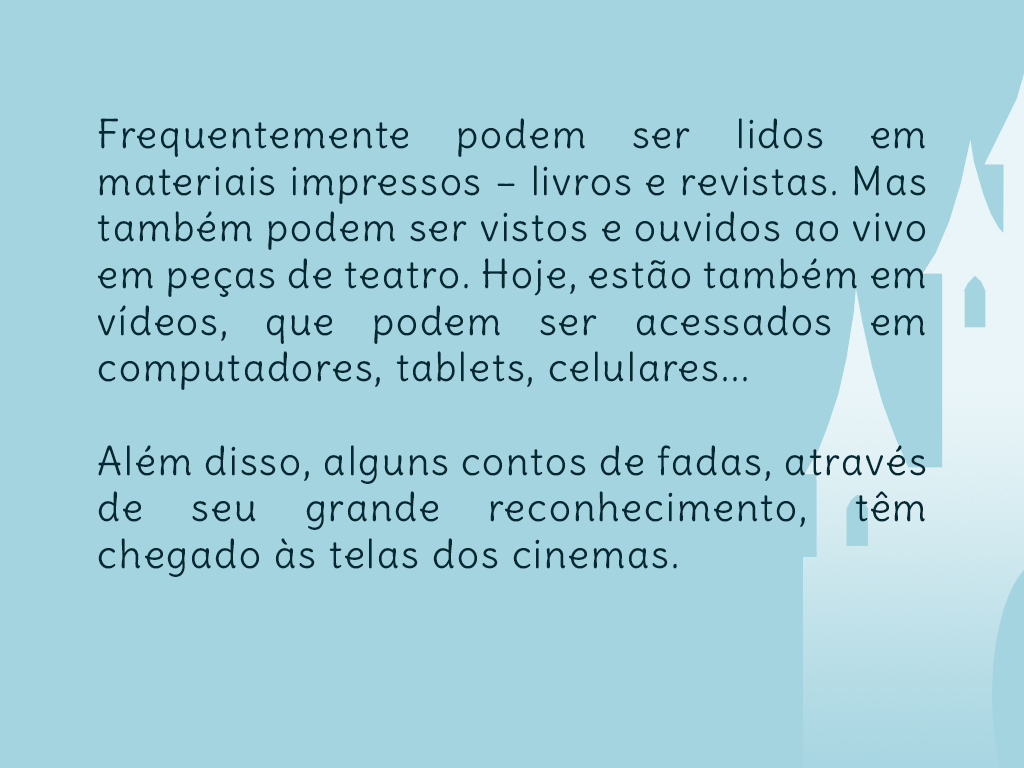 Frequentemente podem ser lidos em
materiais impressos – livros e revistas. Mas
também podem ser vistos e ouvidos ao vivo
em peças de teatro. Hoje, estão também em
vídeos, que podem ser acessados em
computadores, tablets, celulares...
Além disso, alguns contos de fadas, através
de seu grande reconhecimento, têm
chegado às telas dos cinemas.